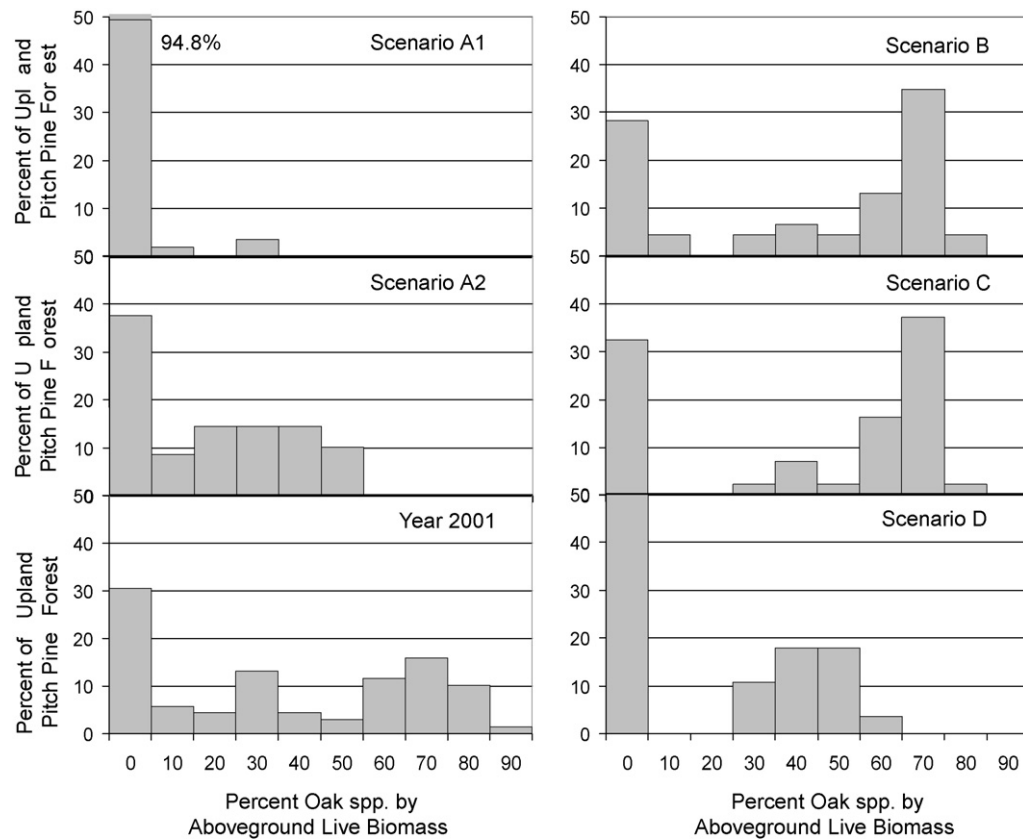 50
94.8%
Scenario A1
40
30
20
10
50
Percent of Upl and
Pitch Pine For est
50
Scenario B
40
30
20
10
50
Scenario A2
40
30
20
10
50
Percent of U pland
Pitch Pine F orest
Scenario C
40
30
20
10
50
Year 2001
40
30
20
10
0
Percent of Upland
Pitch Pine Forest
0 10 20 30 40 50 60 70 80 90
Percent Oak spp. by
Aboveground Live Biomass
Scenario D
40
30
20
10
0
0 10 20 30 40 50 60 70 80 90
Percent Oak spp. by
Aboveground Live Biomass